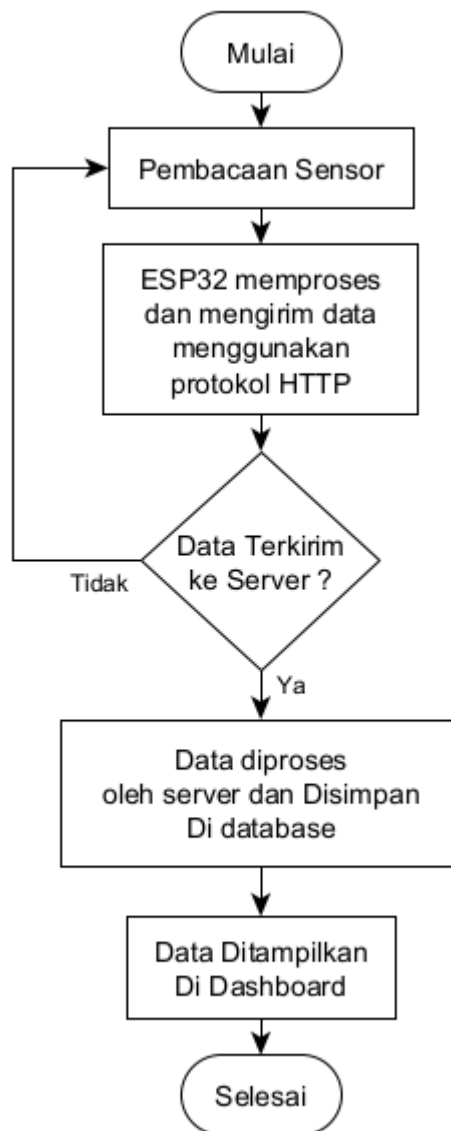 Mulai
Pembacaan Sensor
ESP32 memproses
dan mengirim data
menggunakan
protokol HTTP
Data Terkirim
ke Server ?
Tidak
Ya
Data diproses
oleh server dan Disimpan
Di database
Data Ditampilkan
Di Dashboard
Selesai